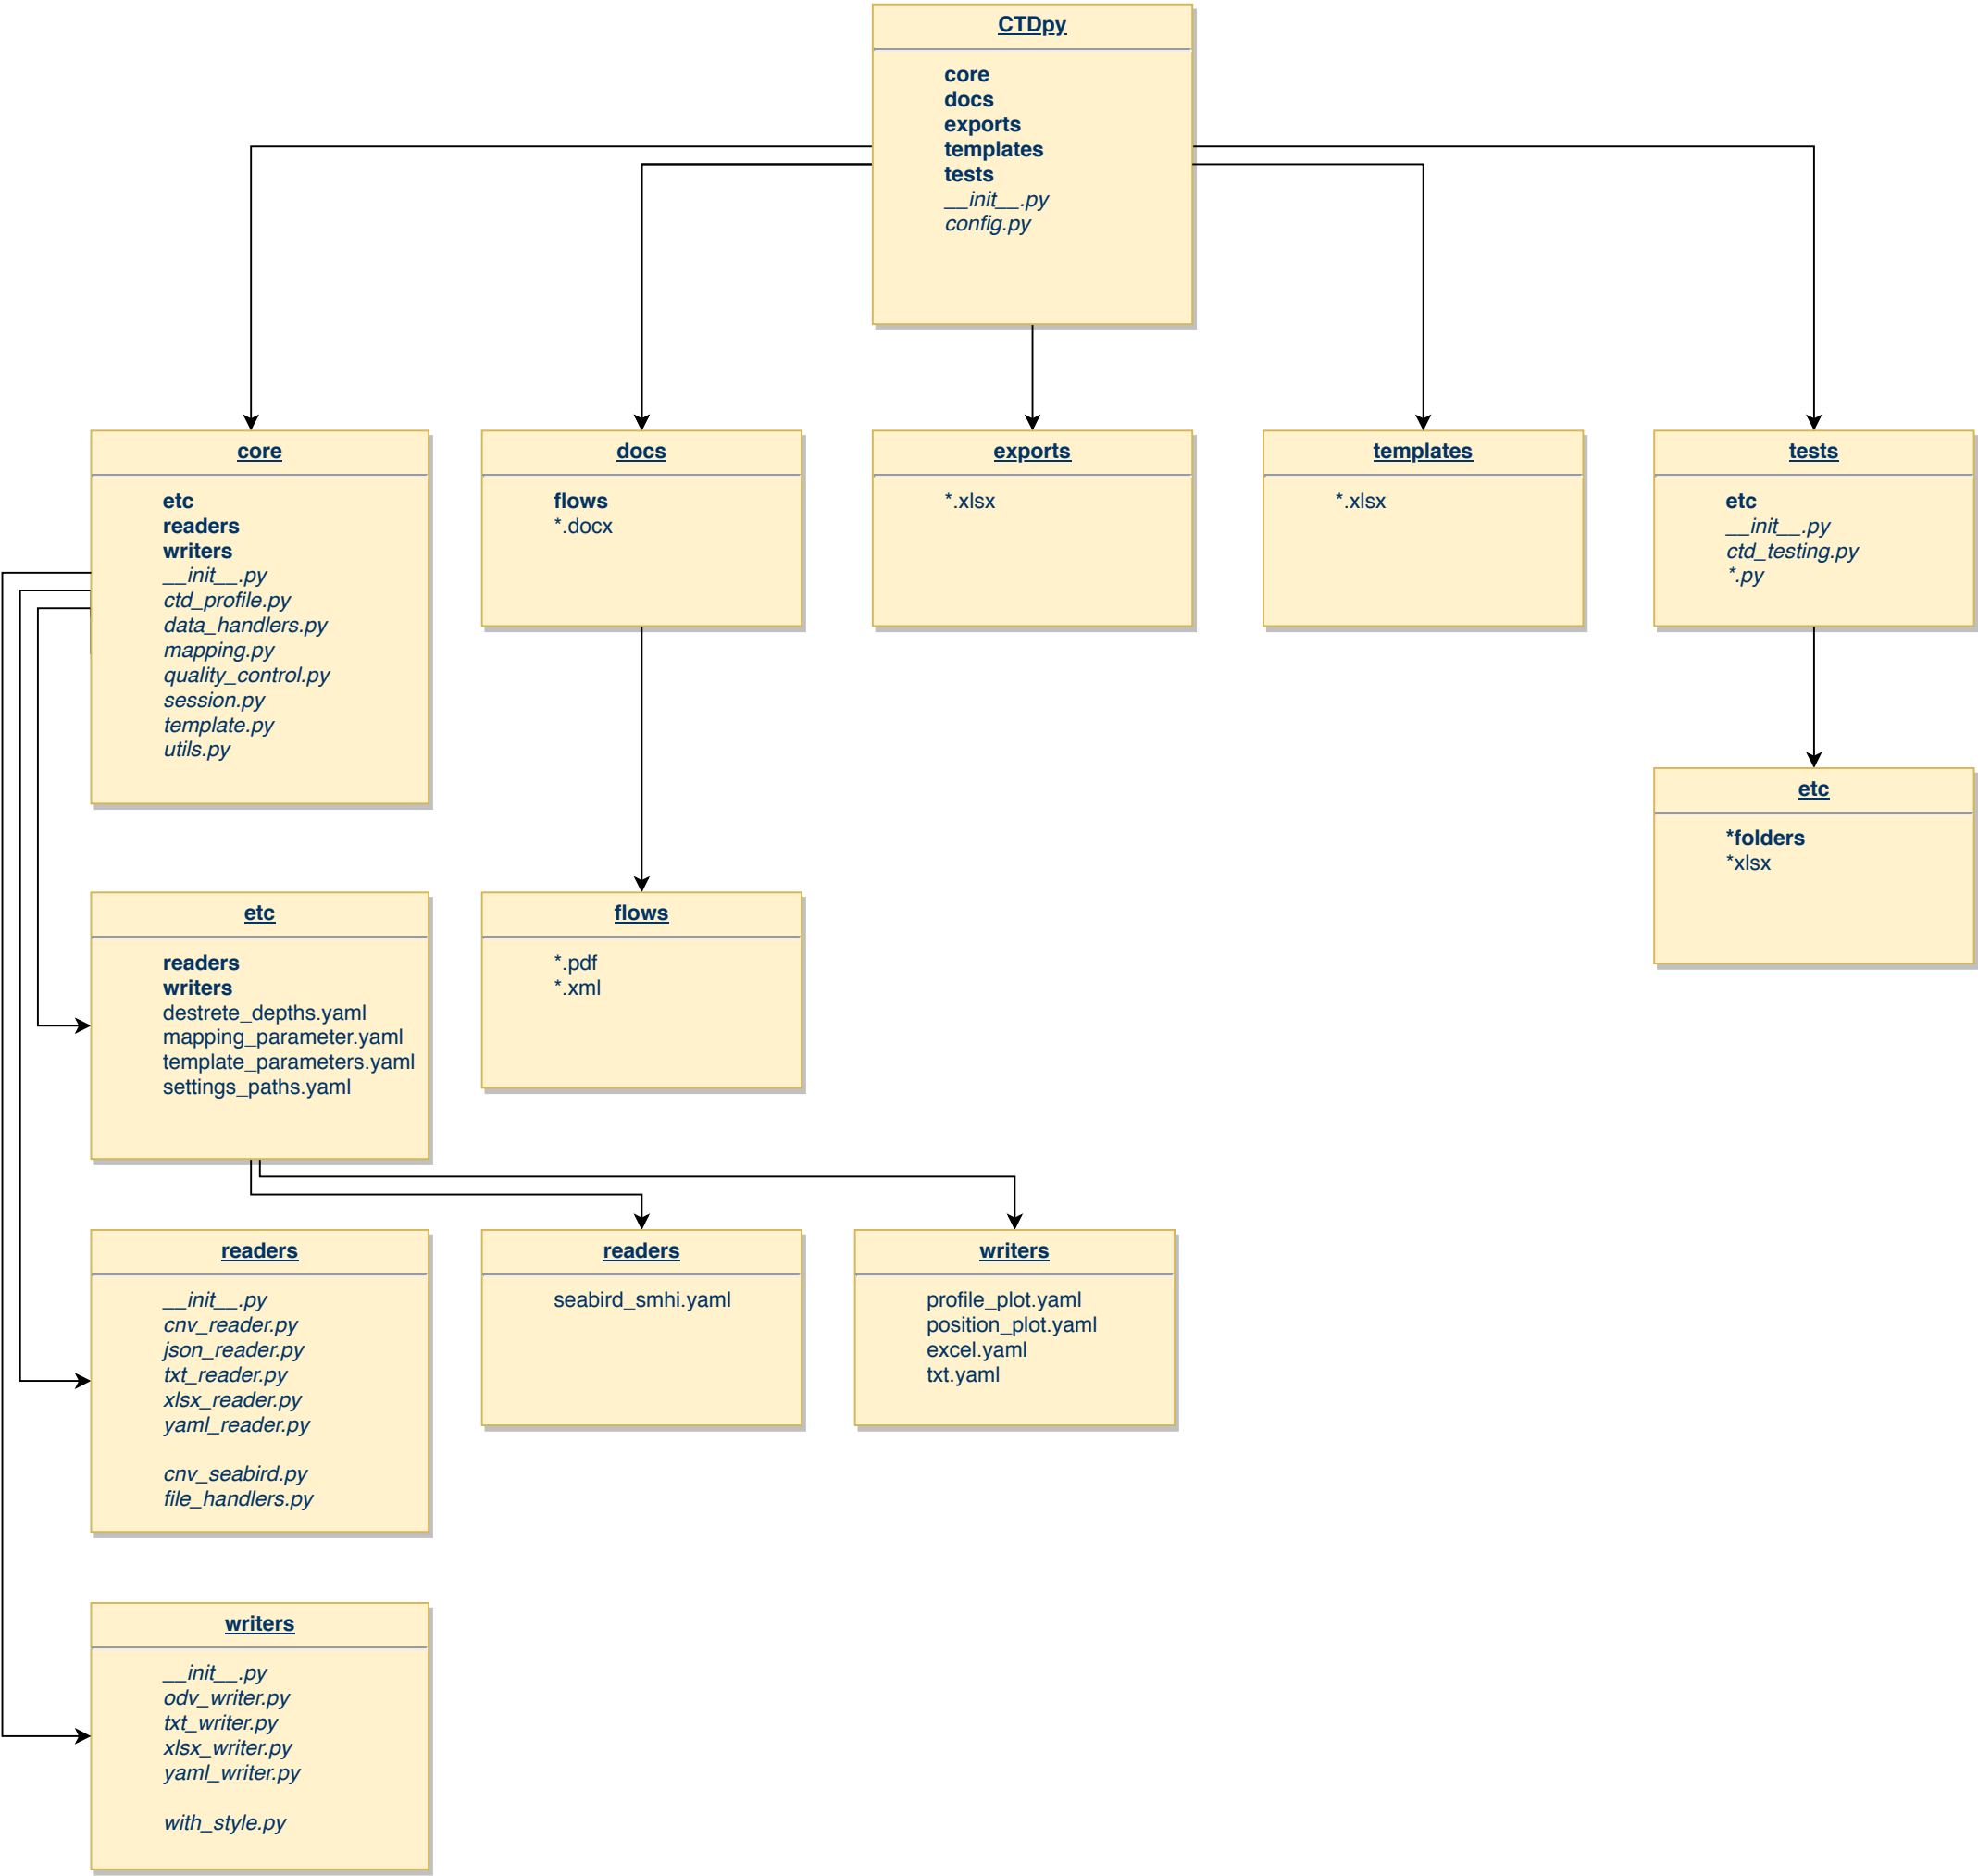 CTDpy
core
docs
exports
templates
tests
__init__.py
config.py
core
etc
readers
writers
__init__.py
ctd_profile.py
data_handlers.py
mapping.py
quality_control.py
session.py
template.py
utils.py
docs
flows
*.docx
exports
*.xlsx
templates
*.xlsx
tests
etc
__init__.py
ctd_testing.py
*.py
etc
*folders
*xlsx
etc
readers
writers
destrete_depths.yaml
mapping_parameter.yaml
template_parameters.yaml
settings_paths.yaml
flows
*.pdf
*.xml
readers
__init__.py
cnv_reader.py
json_reader.py
txt_reader.py
xlsx_reader.py
yaml_reader.py
cnv_seabird.py
file_handlers.py
readers
seabird_smhi.yaml
writers
profile_plot.yaml
position_plot.yaml
excel.yaml
txt.yaml
writers
__init__.py
odv_writer.py
txt_writer.py
xlsx_writer.py
yaml_writer.py
with_style.py